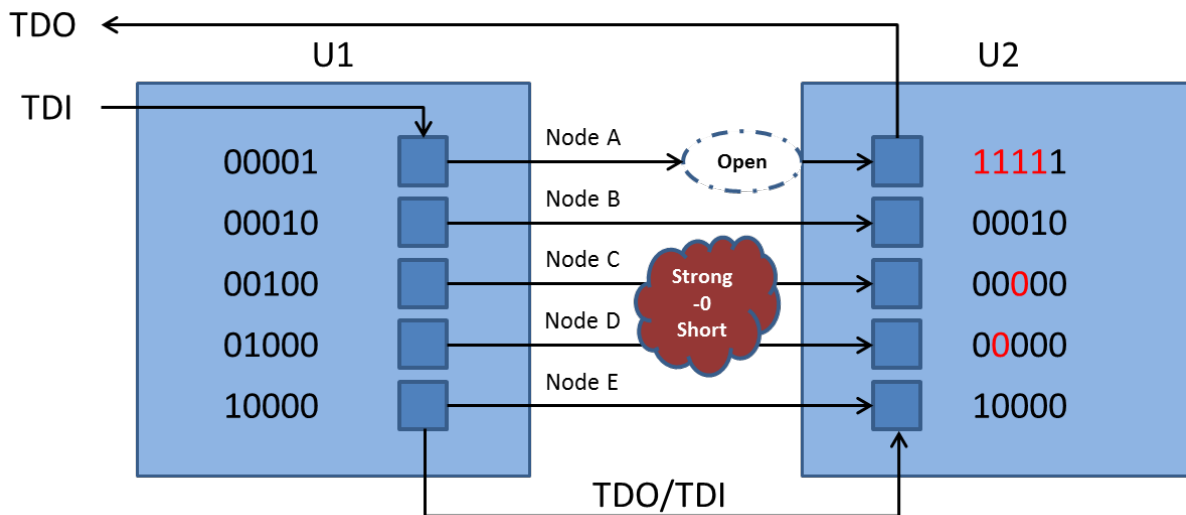 TDO
U1
U2
TDI
00001
Node A
Open
11111
00010
Node B
00010
00100
Node C
Strong
-0
Short
00000
01000
Node D
00000
10000
Node E
10000
TDO/TDI